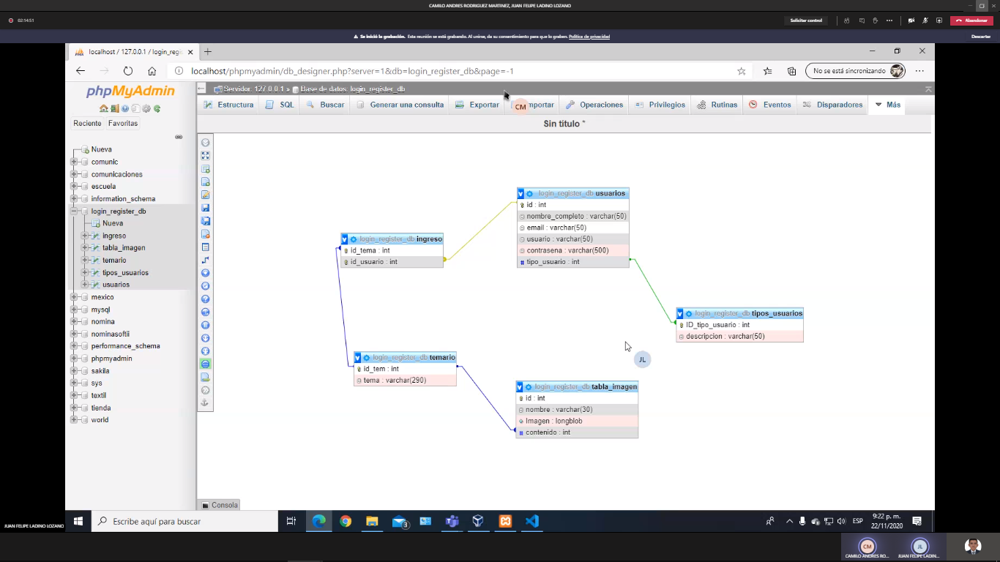 CAMILO ANDRES RODRIGUEZ MARTINEZ, JUAN FELIPE LADINO LOZANO
02:14:51
Solicitar control
Abandonar
Se inició la grabación. Esta reunión se está grabando. Al unirse, da su consentimiento para que lo graben. Política de privacidad
Descartar
localhost / 127.0.0.1 / login_regis
localhost/phpmyadmin/db_designer.php?server=1&db=login_register_db&page=-1
No se está sincronizando
phpMyAdmin
Reciente Favoritas
Nueva
comunic
comunicaciones
escuela
information_schema
login_register_db
Nueva
ingreso
tabla_imagen
temario
tipos_usuarios
usuarios
mexico
mysql
nomina
nominasoftli
performance_schema
phpmyadmin
sakila
sys
textil
tienda
world
Servidor: 127.0.0.1 » Base de datos: login_register_db
Estructura SQL Buscar Generar una consulta Exportar Importar Operaciones Privilegios Rutinas Eventos Disparadores Más
CM
Sin título *
login_register_db usuarios
id : int
nombre_completo : varchar(50)
email : varchar(50)
usuario : varchar(50)
contrasena : varchar(500)
tipo_usuario : int
login_register_db ingreso
id_tema : int
id_usuario : int
login_register_db tipos_usuarios
ID_tipo_usuario : int
descripcion : varchar(50)
JL
login_register_db temario
id_tem : int
tema : varchar(290)
login_register_db tabla_imagen
id : int
nombre : varchar(30)
Imagen : longblob
contenido : int
Consola
JUAN FELIPE LADINO LOZANO
Escribe aquí para buscar
3
ESP
9:22 p. m.
22/11/2020
CM
CAMILO ANDRES RO...
JL
JUAN FELIPE LADIN...